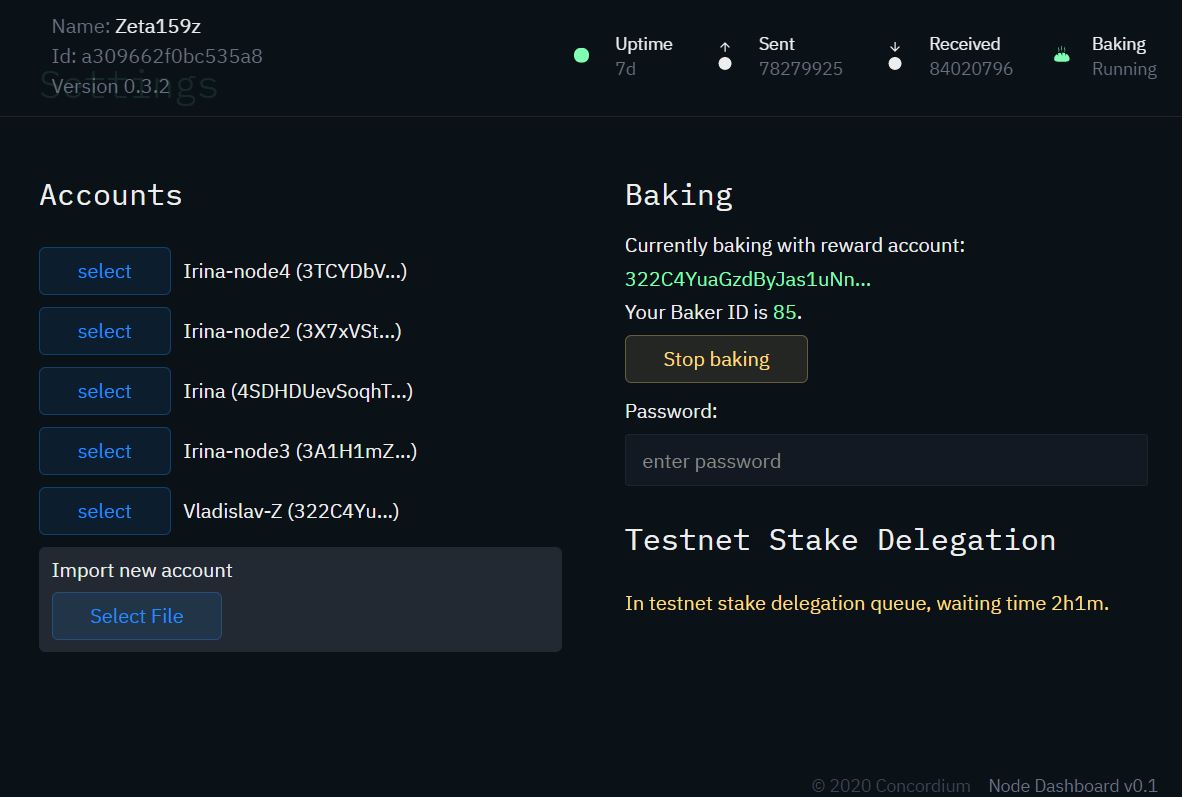 Name: Zeta159z
Id: a309662f0bc535a8
Version 0.3.2
Settings
Uptime
7d
Sent
78279925
Received
84020796
Baking
Running
Accounts
select Irina-node4 (3TCYDbV...)
select Irina-node2 (3X7xVSt...)
select Irina (4SDHDUevSoqhT...)
select Irina-node3 (3A1H1mZ...)
select Vladislav-Z (322C4Yu...)
Import new account
Select File
Baking
Currently baking with reward account:
322C4YuaGzdByJas1uNn...
Your Baker ID is 85.
Stop baking
Password:
enter password
Testnet Stake Delegation
In testnet stake delegation queue, waiting time 2h1m.
© 2020 Concordium Node Dashboard v0.1